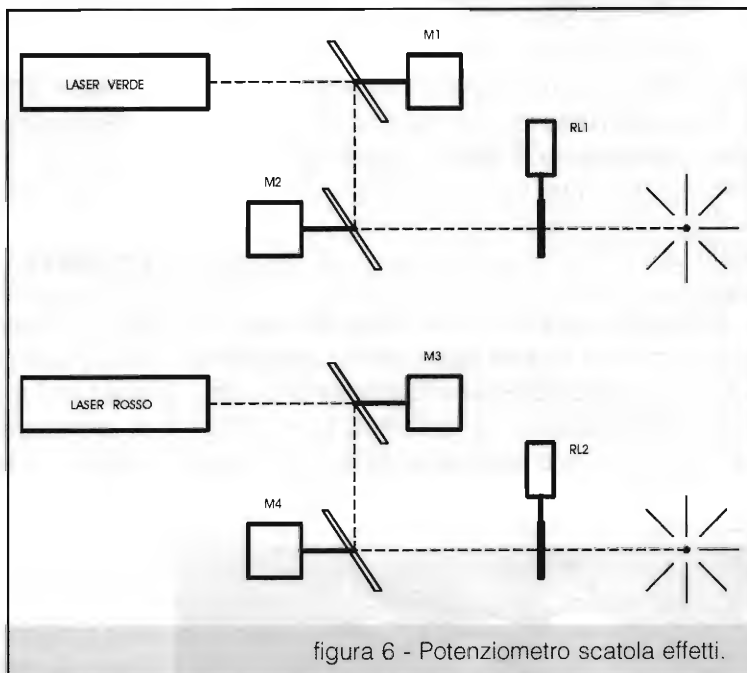 M1
LASER VERDE
RL1
M2
M3
LASER ROSSO
RL2
M4
figura 6 - Potenziometro scatola effetti.